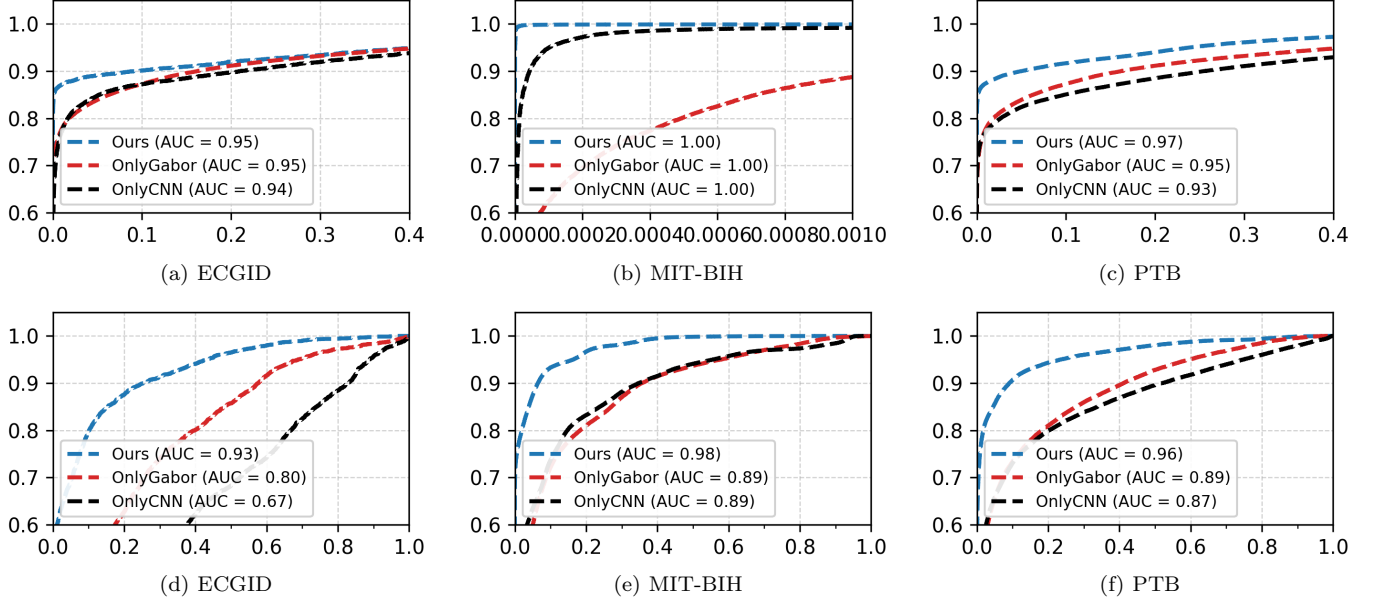 1.0
0.9
0.8
0.7
0.6
Ours (AUC = 0.95)
OnlyGabor (AUC = 0.95)
OnlyCNN (AUC = 0.94)
0.0 0.1 0.2 0.3 0.4
(a) ECGID
1.0
0.9
0.8
0.7
0.6
Ours (AUC = 1.00)
OnlyGabor (AUC = 1.00)
OnlyCNN (AUC = 1.00)
0.0000 0.0002 0.0004 0.0006 0.0008 0.0010
(b) MIT-BIH
1.0
0.9
0.8
0.7
0.6
Ours (AUC = 0.97)
OnlyGabor (AUC = 0.95)
OnlyCNN (AUC = 0.93)
0.0 0.1 0.2 0.3 0.4
(c) PTB
1.0
0.9
0.8
0.7
0.6
Ours (AUC = 0.93)
OnlyGabor (AUC = 0.80)
OnlyCNN (AUC = 0.67)
0.0 0.2 0.4 0.6 0.8 1.0
(d) ECGID
1.0
0.9
0.8
0.7
0.6
Ours (AUC = 0.98)
OnlyGabor (AUC = 0.89)
OnlyCNN (AUC = 0.89)
0.0 0.2 0.4 0.6 0.8 1.0
(e) MIT-BIH
1.0
0.9
0.8
0.7
0.6
Ours (AUC = 0.96)
OnlyGabor (AUC = 0.89)
OnlyCNN (AUC = 0.87)
0.0 0.2 0.4 0.6 0.8 1.0
(f) PTB